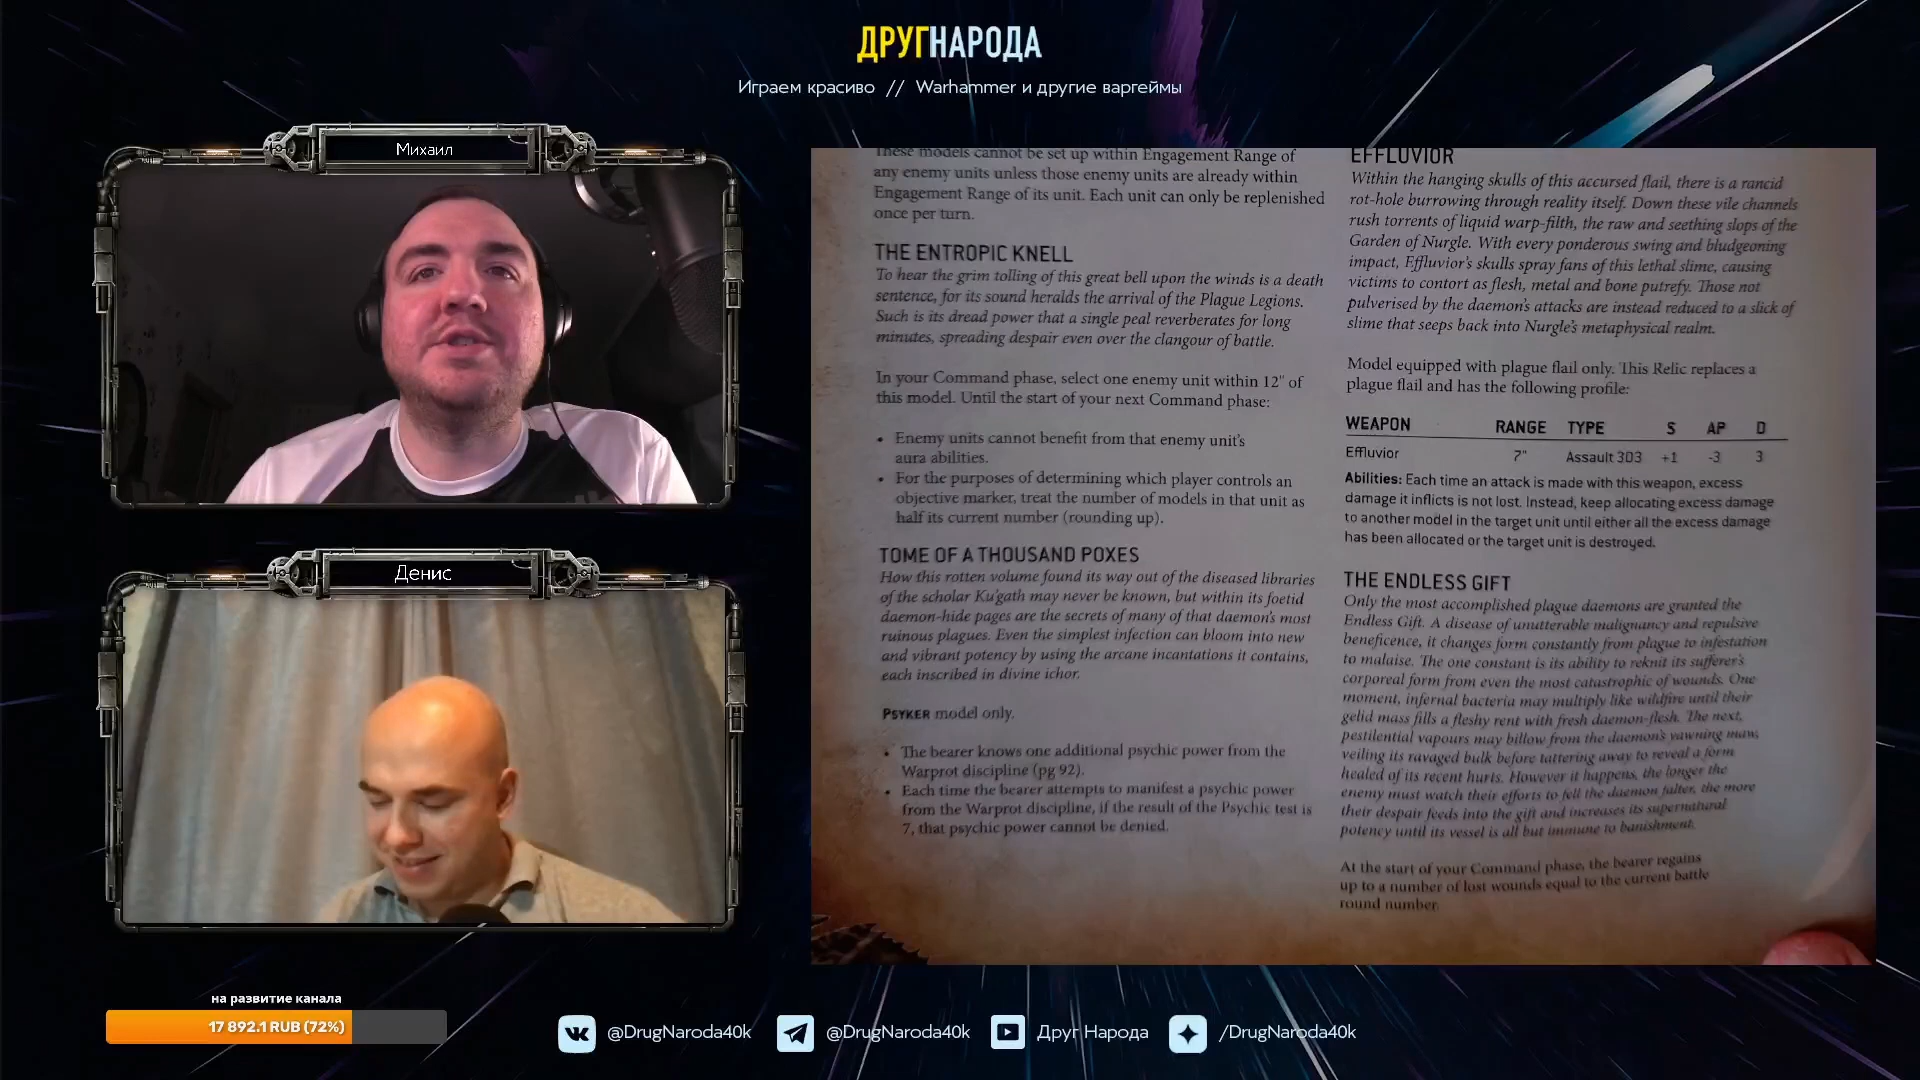 ДРУГНАРОДА
Играем красиво // Warhammer и другие варгеймы
Михаил
Денис
These models cannot be set up within Engagement Range of
any enemy units unless those enemy units are already within
Engagement Range of its unit. Each unit can only be replenished
once per turn.
THE ENTROPIC KNELL
To hear the grim tolling of this great bell upon the winds is a death
sentence, for its sound heralds the arrival of the Plague Legions.
Such is its dread power that a single peal reverberates for long
minutes, spreading despair even over the clangour of battle.
In your Command phase, select one enemy unit within 12" of
this model. Until the start of your next Command phase:
• Enemy units cannot benefit from that enemy unit's
aura abilities.
• For the purposes of determining which player controls an
objective marker, treat the number of models in that unit as
half its current number (rounding up).
TOME OF A THOUSAND POXES
How this rotten volume found its way out of the diseased libraries
of the scholar Ku'gath may never be known, but within its foetid
daemon-hide pages are the secrets of many of that daemon's most
ruinous plagues. Even the simplest infection can bloom into new
and vibrant potency by using the arcane incantations it contains,
each inscribed in divine ichor.
PSYKER model only.
• The bearer knows one additional psychic power from the
Warprot discipline (pg 92).
• Each time the bearer attempts to manifest a psychic power
from the Warprot discipline, if the result of the Psychic test is
7, that psychic power cannot be denied.
EFFLUVIOR
Within the hanging skulls of this accursed flail, there is a rancid
rot-hole burrowing through reality itself. Down these vile channels
rush torrents of liquid warp-filth, the raw and seething slops of the
Garden of Nurgle. With every ponderous swing and bludgeoning
impact, Effluvior's skulls spray fans of this lethal slime, causing
victims to contort as flesh, metal and bone putrefy. Those not
pulverised by the daemon's attacks are instead reduced to a slick of
slime that seeps back into Nurgle's metaphysical realm.
Model equipped with plague flail only. This Relic replaces a
plague flail and has the following profile:
WEAPON RANGE TYPE S AP D
Effluvior 7" Assault 3D3 +1 -3 3
Abilities: Each time an attack is made with this weapon, excess
damage it inflicts is not lost. Instead, keep allocating excess damage
to another model in the target unit until either all the excess damage
has been allocated or the target unit is destroyed.
THE ENDLESS GIFT
Only the most accomplished plague daemons are granted the
Endless Gift. A disease of unutterable malignancy and repulsive
beneficence, it changes form constantly from plague to infestation
to malaise. The one constant is its ability to reknit its sufferer's
corporeal form from even the most catastrophic of wounds. One
moment, infernal bacteria may multiply like wildfire until their
gelid mass fills a fleshy rent with fresh daemon-flesh. The next,
pestilential vapours may billow from the daemon's yawning maw,
veiling its ravaged bulk before tattering away to reveal a form
healed of its recent hurts. However it happens, the longer the
enemy must watch their efforts to fell the daemon falter, the more
their despair feeds into the gift and increases its supernatural
potency until its vessel is all but immune to banishment.
At the start of your Command phase, the bearer regains
up to a number of lost wounds equal to the current battle
round number.
на развитие канала
17 892.1 RUB (72%)
@DrugNaroda40k
@DrugNaroda40k
Друг Народа
/DrugNaroda40k